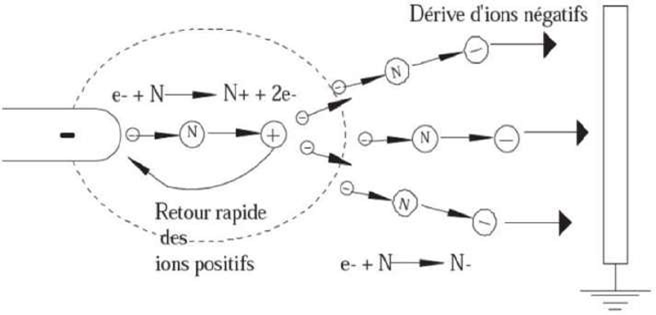 Dérive d'ions négatifs
e- + N → N+ + 2e-
N
N
N
N
- 
+
-
-
-
Retour rapide
des
ions positifs
e- + N → N-